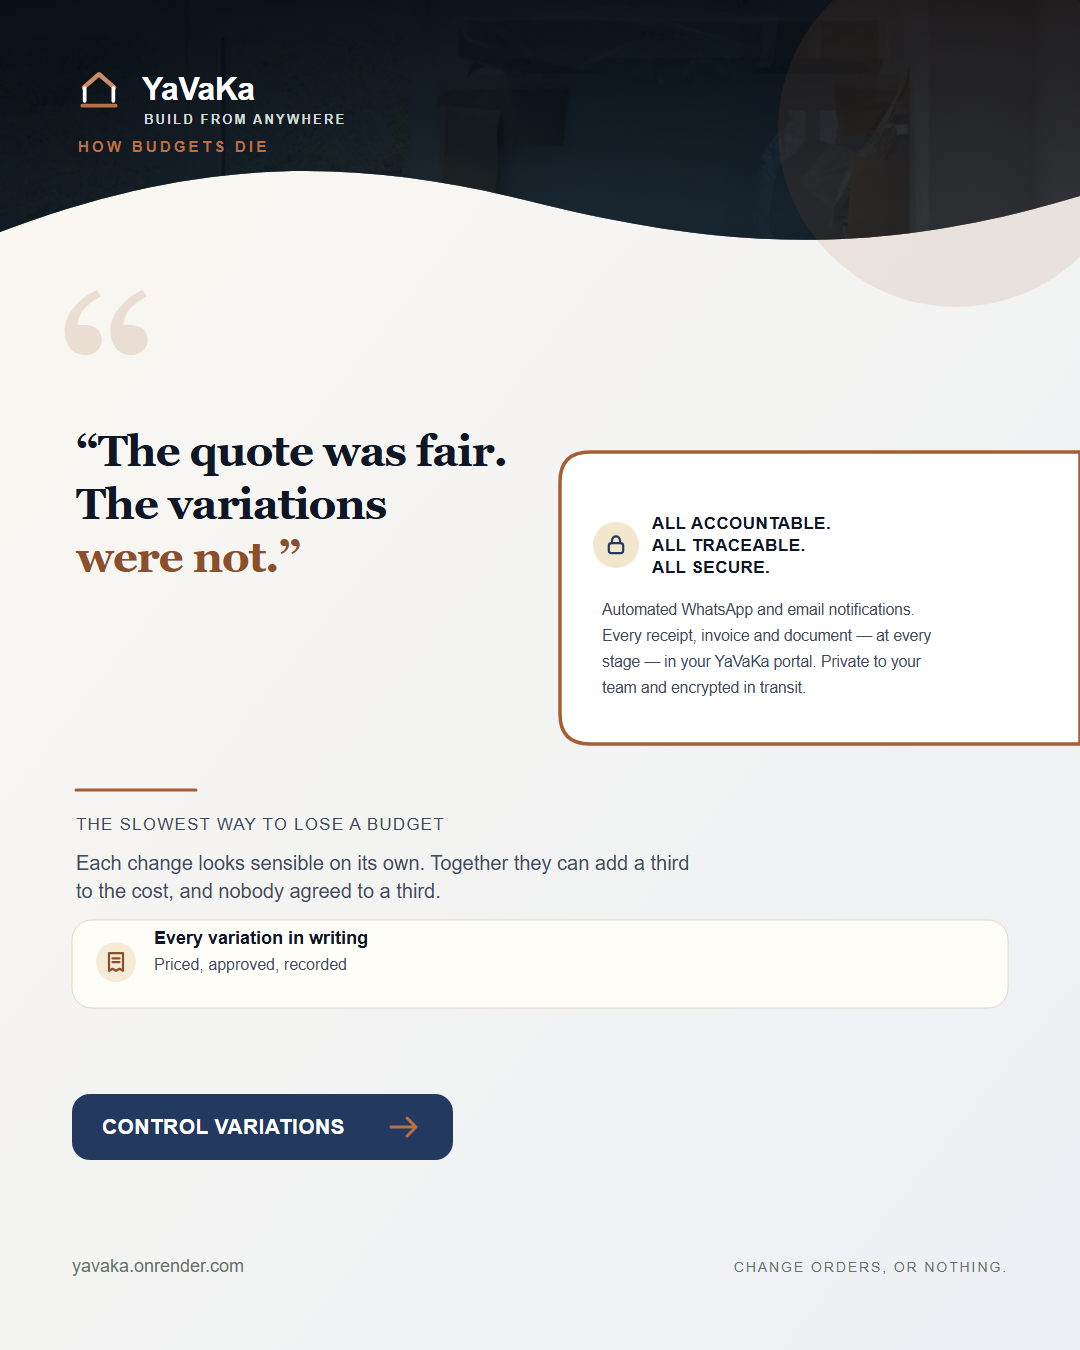 YaVaKa
BUILD FROM ANYWHERE
HOW BUDGETS DIE
“The quote was fair.
The variations
were not.”
ALL ACCOUNTABLE.
ALL TRACEABLE.
ALL SECURE.
Automated WhatsApp and email notifications.
Every receipt, invoice and document — at every
stage — in your YaVaKa portal. Private to your
team and encrypted in transit.
THE SLOWEST WAY TO LOSE A BUDGET
Each change looks sensible on its own. Together they can add a third
to the cost, and nobody agreed to a third.
Every variation in writing
Priced, approved, recorded
CONTROL VARIATIONS
yavaka.onrender.com
CHANGE ORDERS, OR NOTHING.